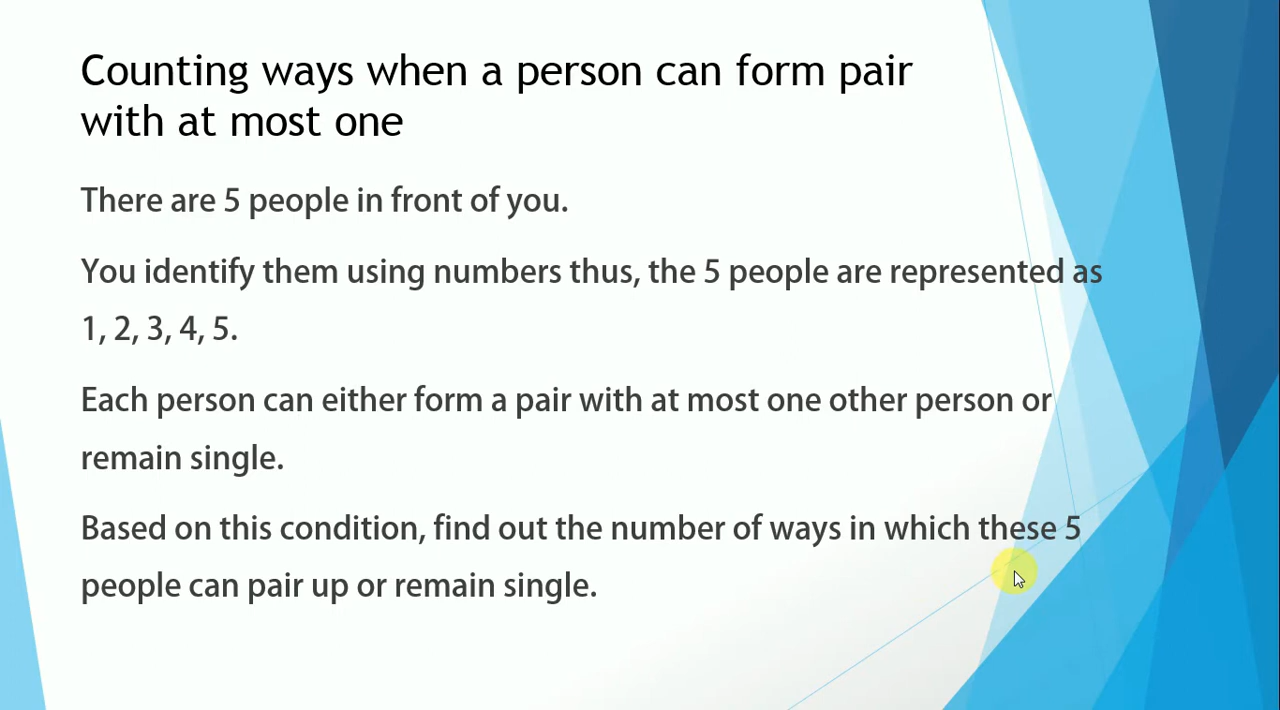 Counting ways when a person can form pair
with at most one
There are 5 people in front of you.
You identify them using numbers thus, the 5 people are represented as
1, 2, 3, 4, 5.
Each person can either form a pair with at most one other person or
remain single.
Based on this condition, find out the number of ways in which these 5
people can pair up or remain single.